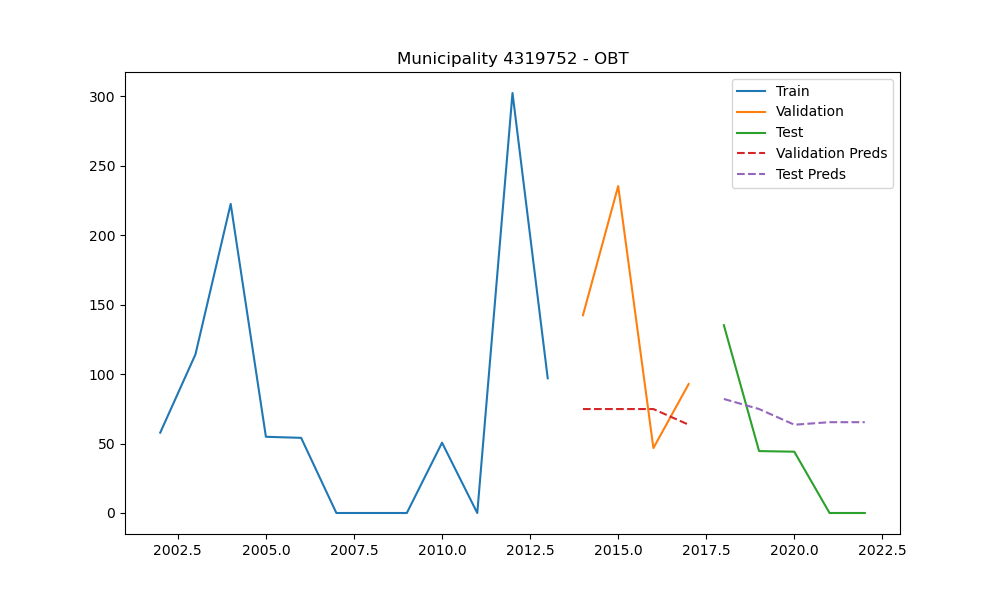 Municipality 4319752 - OBT
300
250
200
150
100
50
0
2002.5 2005.0 2007.5 2010.0 2012.5 2015.0 2017.5 2020.0 2022.5
Train
Validation
Test
Validation Preds
Test Preds